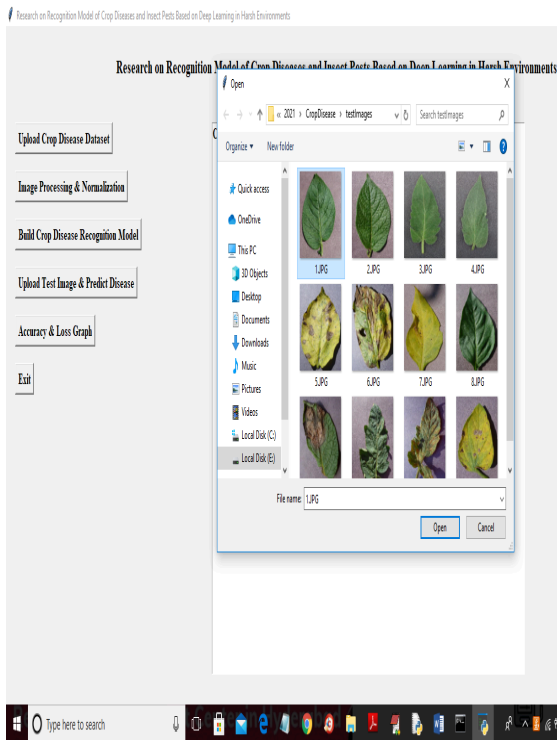 Research on Recognition Model of Crop Diseases and Insect Pests Based on Deep Learning in Harsh Environments
Research on Recognition Model of Crop Diseases and Insect Pests Based on Deep Learning in Harsh Environments
Upload Crop Disease Dataset
Image Processing & Normalization
Build Crop Disease Recognition Model
Upload Test Image & Predict Disease
Accuracy & Loss Graph
Exit
C
Open
X
« 2021 › CropDisease › testImages
Search testImages
Organize
New folder
Quick access
OneDrive
This PC
3D Objects
Desktop
Documents
Downloads
Music
Pictures
Videos
Local Disk (C:)
Local Disk (E:)
1.JPG
2.JPG
3.JPG
4.JPG
5.JPG
6.JPG
7.JPG
8.JPG
File name: 1.JPG
Open
Cancel
Type here to search